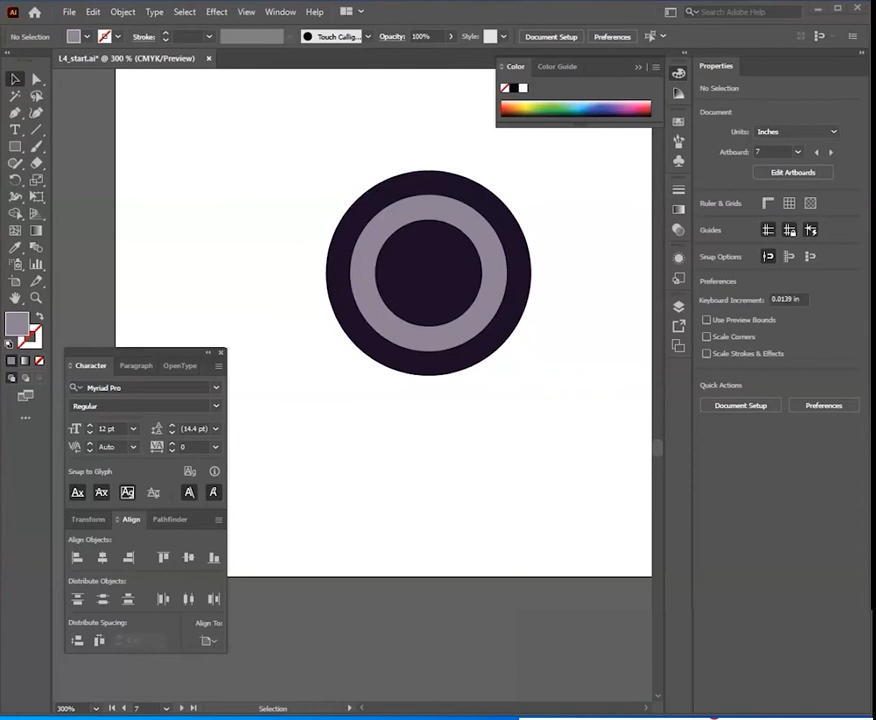 Ai File Edit Object Type Select Effect View Window Help Search Adobe Help
No Selection Stroke: Touch Callig... Opacity: 100% Style: Document Setup Preferences
L4_start.ai* @ 300 % (CMYK/Preview) ×
Color Color Guide
Properties
No Selection
Document
Units: Inches
Artboard: 7
Edit Artboards
Ruler & Grids
Guides
Snap Options
Preferences
Keyboard Increment: 0.0139 in
Use Preview Bounds
Scale Corners
Scale Strokes & Effects
Quick Actions
Document Setup Preferences
Character Paragraph OpenType
Myriad Pro
Regular
12 pt (14.4 pt)
Auto 0
Snap to Glyph
Transform Align Pathfinder
Align Objects:
Distribute Objects:
Distribute Spacing: Align To:
300% 7 Selection